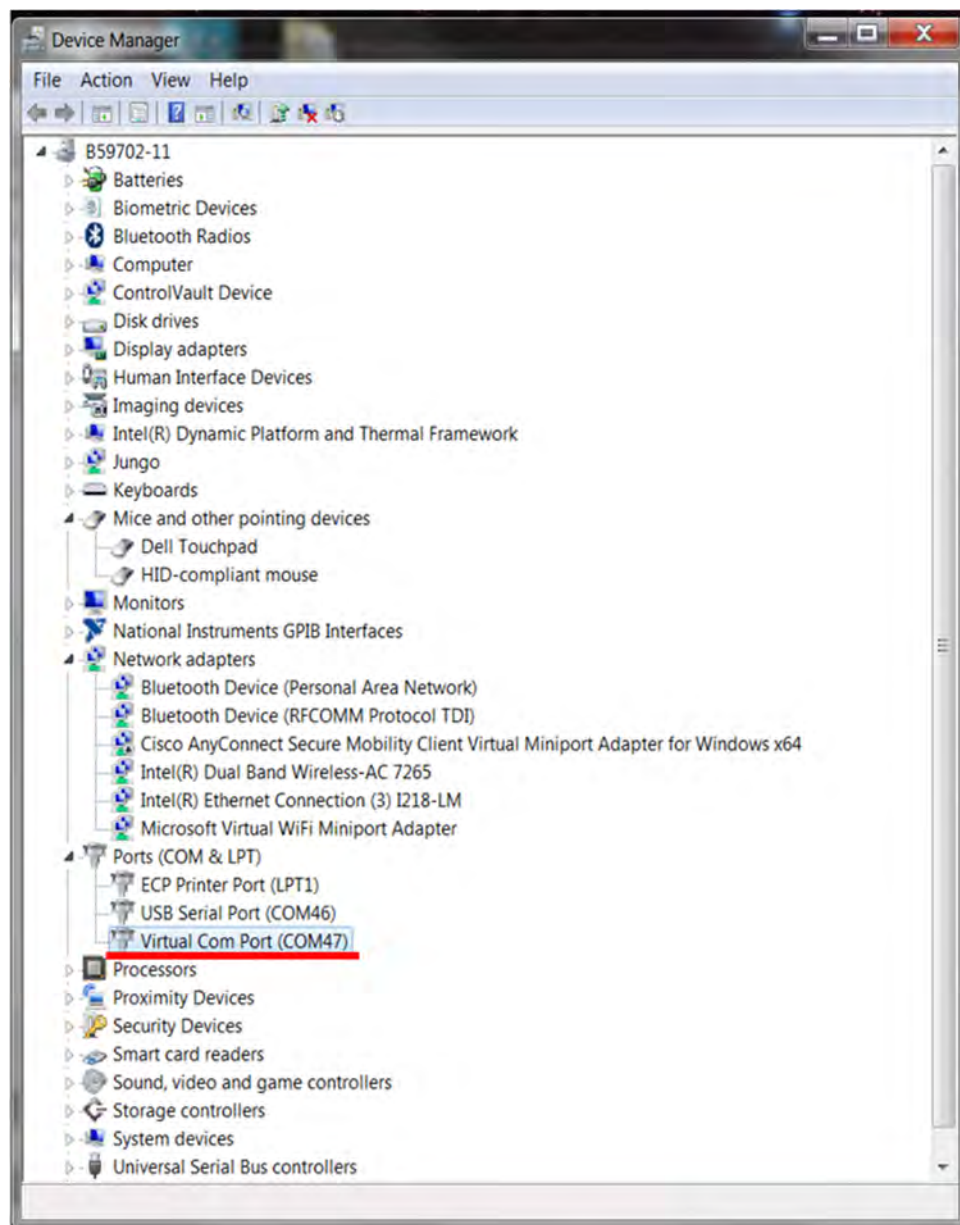 Device Manager
File Action View Help
B59702-11
Batteries
Biometric Devices
Bluetooth Radios
Computer
ControlVault Device
Disk drives
Display adapters
Human Interface Devices
Imaging devices
Intel(R) Dynamic Platform and Thermal Framework
Jungo
Keyboards
Mice and other pointing devices
Dell Touchpad
HID-compliant mouse
Monitors
National Instruments GPIB Interfaces
Network adapters
Bluetooth Device (Personal Area Network)
Bluetooth Device (RFCOMM Protocol TDI)
Cisco AnyConnect Secure Mobility Client Virtual Miniport Adapter for Windows x64
Intel(R) Dual Band Wireless-AC 7265
Intel(R) Ethernet Connection (3) I218-LM
Microsoft Virtual WiFi Miniport Adapter
Ports (COM & LPT)
ECP Printer Port (LPT1)
USB Serial Port (COM46)
Virtual Com Port (COM47)
Processors
Proximity Devices
Security Devices
Smart card readers
Sound, video and game controllers
Storage controllers
System devices
Universal Serial Bus controllers